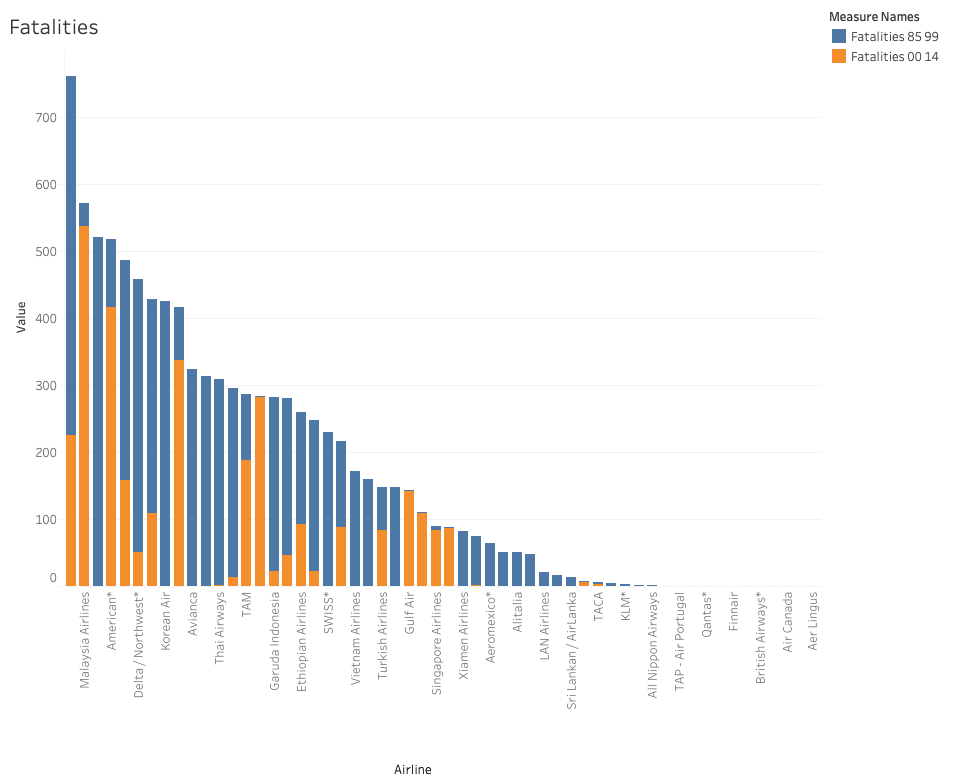 Fatalities
Measure Names
Fatalities 85 99
Fatalities 00 14
700
600
500
400
300
200
100
0
Value
Malaysia Airlines
American*
Delta / Northwest*
Korean Air
Avianca
Thai Airways
TAM
Garuda Indonesia
Ethiopian Airlines
SWISS*
Vietnam Airlines
Turkish Airlines
Gulf Air
Singapore Airlines
Xiamen Airlines
Aeromexico*
Alitalia
LAN Airlines
Sri Lankan / AirLanka
TACA
KLM*
All Nippon Airways
TAP - Air Portugal
Qantas*
Finnair
British Airways*
Air Canada
Aer Lingus
Airline